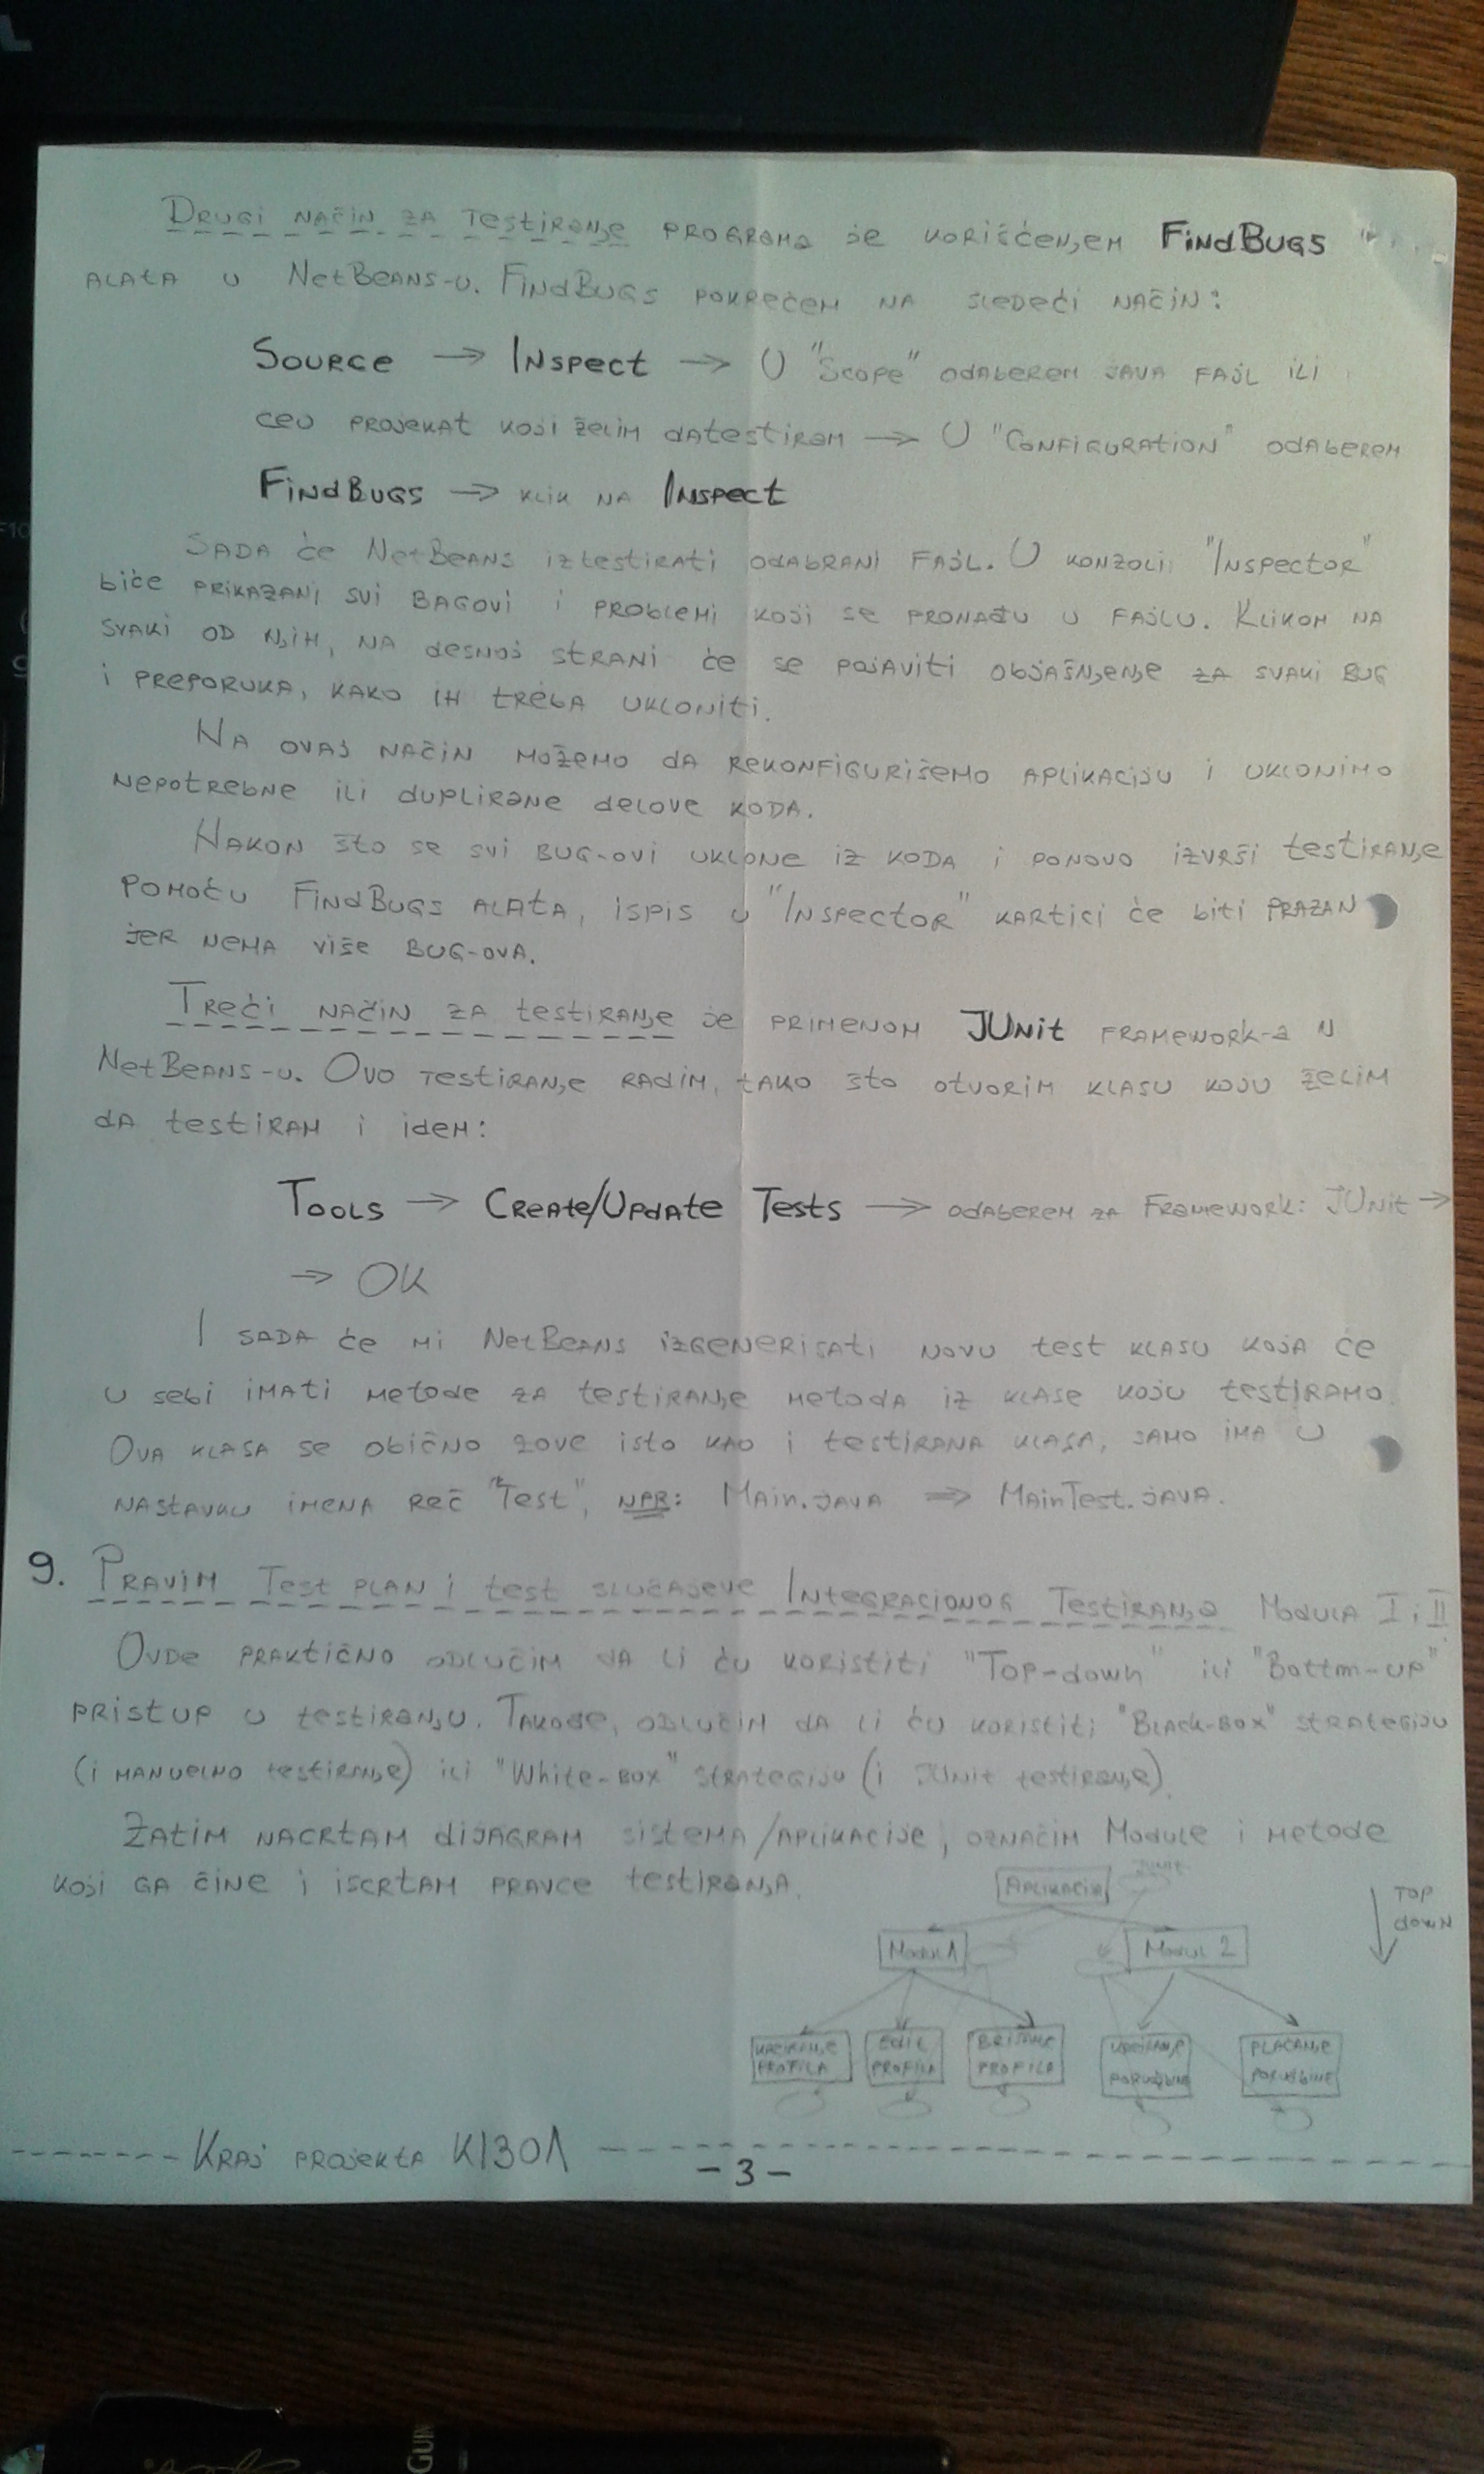 Drugi način za testiranje programa je korišćenjem FindBugs
alata u NetBeans-u. FindBugs pokrećem na sledeći način:
Source → Inspect → U "Scope" odaberem java fajl ili
ceo projekat koji želim datestiram → U "Configuration" odaberem
FindBugs → klik na Inspect
Sada će NetBeans iztestirati odabrani fajl. U konzoli "Inspector"
biće prikazani svi bagovi i problemi koji se pronađu u fajlu. Klikom na
svaki od njih, na desnoj strani će se pojaviti objašnjenje za svaki bug
i preporuka, kako ih treba ukloniti.
Na ovaj način možemo da rekonfigurišemo aplikaciju i uklonimo
nepotrebne ili duplirane delove koda.
Nakon što se svi bug-ovi uklone iz koda i ponovo izvrši testiranje
pomoću FindBugs alata, ispis u "Inspector" kartici će biti prazan
jer nema više bug-ova.
Treći način za testiranje je primenom JUnit framework-a u
NetBeans-u. Ovo testiranje radim, tako što otvorim klasu koju želim
da testiram i idem:
Tools → Create/Update Tests → odaberem za Framework: JUnit →
→ OK
I sada će mi NetBeans izgenerisati novu test klasu koja će
u sebi imati metode za testiranje metoda iz klase koju testiramo.
Ova klasa se obično zove isto kao i testirana klasa, samo ima u
nastavku imena reč "Test", npr: Main.java ⇒ MainTest.java.
9. Pravim Test plan i test slučajeve Integracionog Testiranja Modula I i II
Ovde praktično odlučim da li ću koristiti "Top-down" ili "Bottm-up"
pristup u testiranju. Takođe, odlučim da li ću koristiti "Black-box" strategiju
(i manuelno testiranje) ili "White-box" strategiju (i JUnit testiranje).
Zatim nacrtam dijagram sistema/aplikacije, označim Module i metode
koji ga čine i iscrtam pravce testiranja.
JUnit
Aplikacija
Top
down
Modul 1
Modul 2
Kreiranje
profila
Edit
profila
Brisanje
profila
Kreiranje
porudžbine
Plaćanje
porudžbine
Kraj projekta KI301
- 3 -